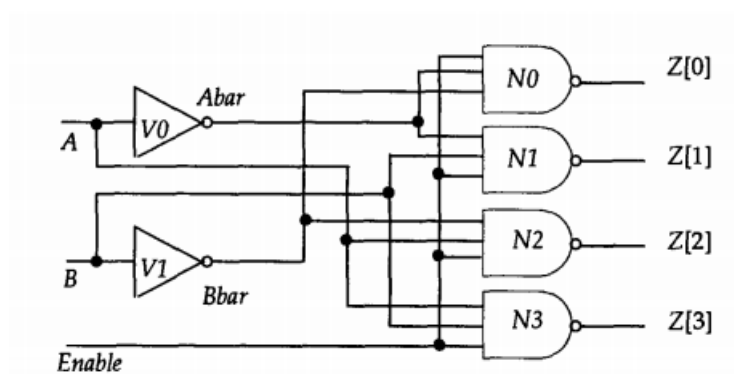 Abar
A
V0
B
V1
Bbar
Enable
N0
Z[0]
N1
Z[1]
N2
Z[2]
N3
Z[3]